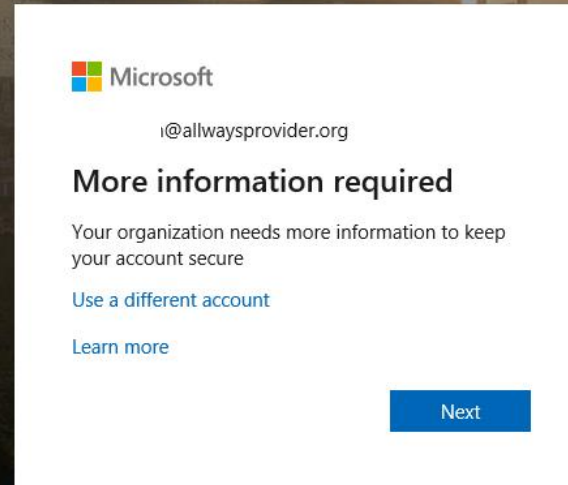 Microsoft
@allwaysprovider.org
More information required
Your organization needs more information to keep
your account secure
Use a different account
Learn more
Next